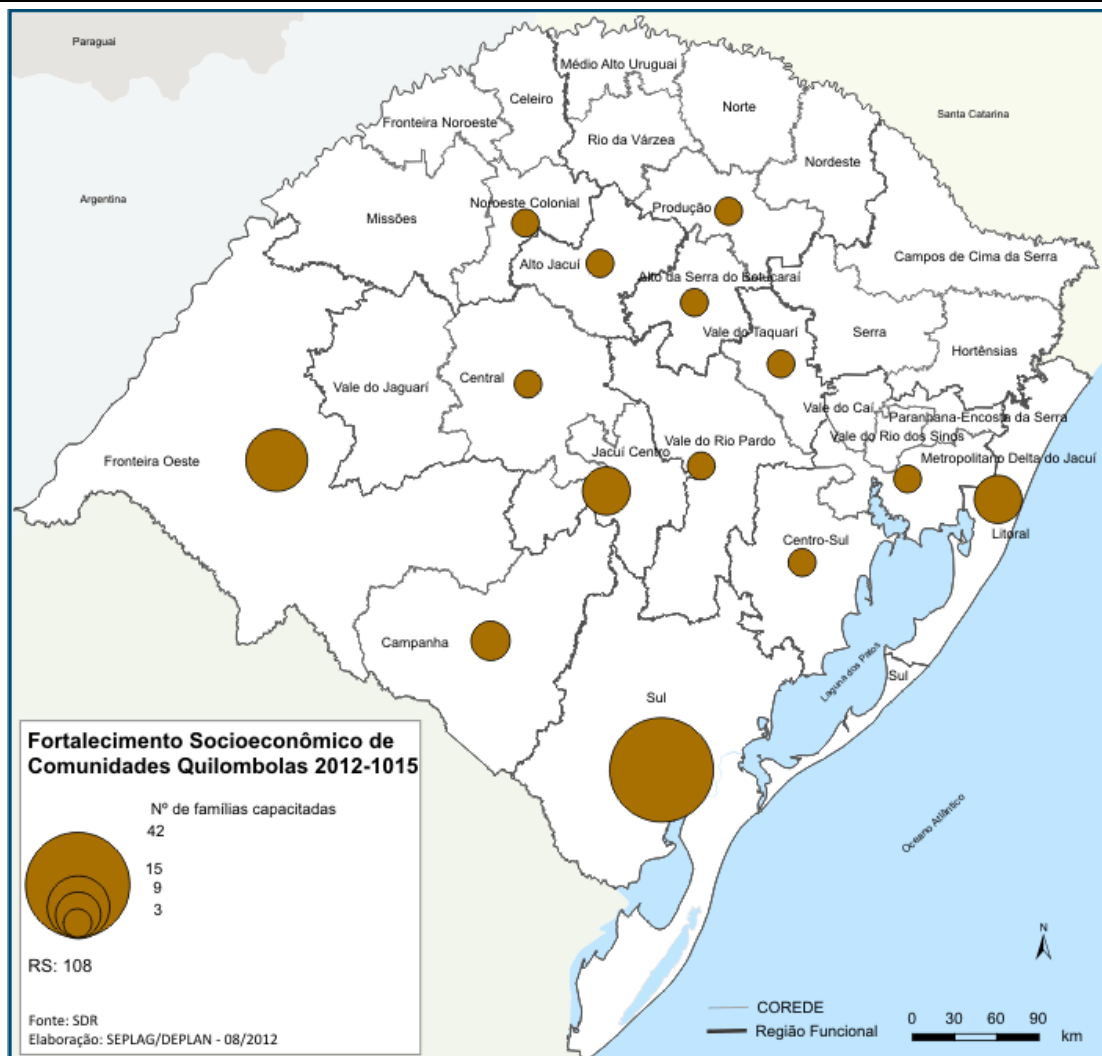 Paraguai
Médio Alto Uruguai
Celeiro
Norte
Santa Catarina
Fronteira Noroeste
Rio da Várzea
Nordeste
Argentina
Noroeste Colonial
Produção
Missões
Campos de Cima da Serra
Alto Jacuí
Alto da Serra do Botucaraí
Vale do Taquarí
Serra
Hortênsias
Central
Vale do Jaguarí
Vale do Caí
Paranhana-Encosta da Serra
Vale do Rio dos Sinos
Vale do Rio Pardo
Jacuí Centro
Metropolitano Delta do Jacuí
Fronteira Oeste
Litoral
Centro-Sul
Campanha
Laguna dos Patos
Sul
Sul
Oceano Atlântico
Fortalecimento Socioeconômico de
Comunidades Quilombolas 2012-1015
Nº de famílias capacitadas
42
15
9
3
RS: 108
Fonte: SDR
Elaboração: SEPLAG/DEPLAN - 08/2012
N
COREDE
Região Funcional
0 30 60 90
km